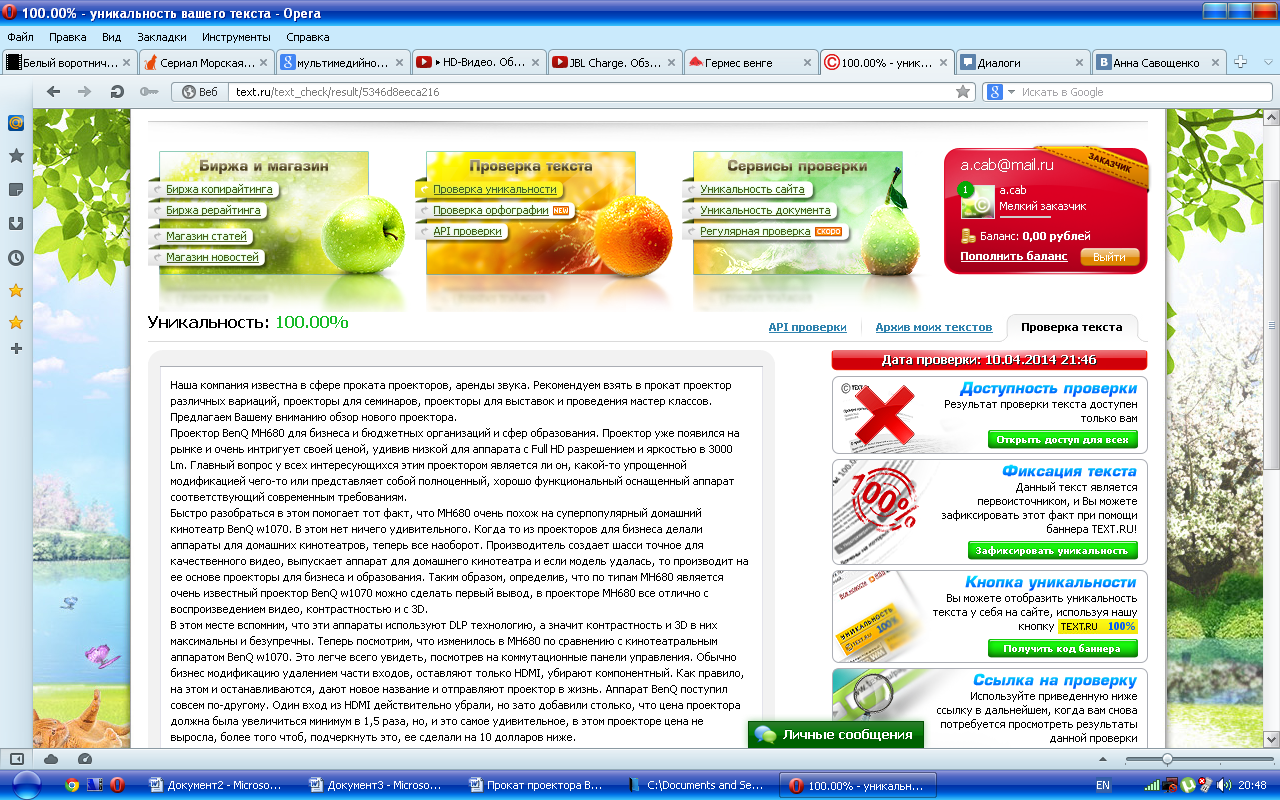 100.00% - уникальность вашего текста - Opera
Файл Правка Вид Закладки Инструменты Справка
Белый воротнич... Сериал Морская... мультимедийно... HD-Видео. Об... JBL Charge. Обз... Гермес венге 100.00% - уник... Диалоги Анна Савощенко
Веб text.ru/text_check/result/5346d8eeca216 Искать в Google
Биржа и магазин
Биржа копирайтинга
Биржа рерайтинга
Магазин статей
Магазин новостей
Проверка текста
Проверка уникальности
Проверка орфографии NEW
API проверки
Сервисы проверки
Уникальность сайта
Уникальность документа
Регулярная проверка СКОРО
ЗАКАЗЧИК
a.cab@mail.ru
1 a.cab
Мелкий заказчик
Баланс: 0,00 рублей
Пополнить баланс Выйти
Уникальность: 100.00%
API проверки Архив моих текстов Проверка текста
Наша компания известна в сфере проката проекторов, аренды звука. Рекомендуем взять в прокат проектор
различных вариаций, проекторы для семинаров, проекторы для выставок и проведения мастер классов.
Предлагаем Вашему вниманию обзор нового проектора.
Проектор BenQ MH680 для бизнеса и бюджетных организаций и сфер образования. Проектор уже появился на
рынке и очень интригует всех ценой, уж очень низкой для аппарата с Full HD разрешением и яркостью в 3000
Lm. Главный вопрос у всех интересующихся этим проектором является ли он, какой-то упрощенной
модификацией чего-то или представляет собой полноценный, хорошо функциональный оснащенный аппарат
соответствующий современным требованиям.
Быстро разобраться в этом помогает тот факт, что MH680 очень похож на суперпопулярный домашний
кинотеатр BenQ w1070. В этом нет ничего удивительного. Когда то из проекторов для бизнеса делали
аппараты для домашних кинотеатров, теперь все наоборот. Производитель создает шасси точное для
качественного видео, выпускает аппарат для домашнего кинотеатра и если модель удалась, то производит на
её основе проекторы для бизнеса и образования. Таким образом, определив, что по типам MH680 является
очень известный проектор BenQ w1070 можно сделать первый вывод, в проекторе MH680 все отлично с
воспроизведением видео, контрастностью и с 3D.
В этом месте вспомним, что эти аппараты используют DLP технологию, а значит контрастность и 3D в них
максимальны и безупречны. Теперь посмотрим, что изменилось в MH680 по сравнению с кинотеатральным
аппаратом BenQ w1070. Это легче всего увидеть, посмотрев на коммутационные панели управления. Обычно
бизнес модификацию удалением части входов, оставляют только HDMI, убирают компонентный. Как правило,
на этом и останавливаются, дают новое название и отправляют проектор в жизнь. Аппарат BenQ поступил
совсем по-другому. Один вход из HDMI действительно убрали, но зато добавили столько, что цена проектора
должна была увеличиться минимум в 1,5 раза, но, и это самое удивительное, в этом проекторе цена не
выросла, более того чтоб, подчеркнуть это, ее сделали на 10 долларов ниже.
Дата проверки: 10.04.2014 21:46
Доступность проверки
Результат проверки текста доступен
только вам
Открыть доступ для всех
Фиксация текста
Данный текст является
первоисточником, и Вы можете
зафиксировать этот факт при помощи
баннера TEXT.RU!
Зафиксировать уникальность
100%
Кнопка уникальности
Вы можете отобразить уникальность
текста у себя на сайте, используя нашу
кнопку TEXT.RU 100%
Получить код баннера
УНИКАЛЬНОСТЬ
TEXT.RU 100%
Ссылка на проверку
Используйте приведенную ниже
ссылку в дальнейшем, когда вам снова
потребуется просмотреть результаты
данной проверки
Личные сообщения
Документ2 - Microso... Документ3 - Microso... Прокат проектора B... C:\Documents and Se... 100.00% - уникальн... EN 20:48